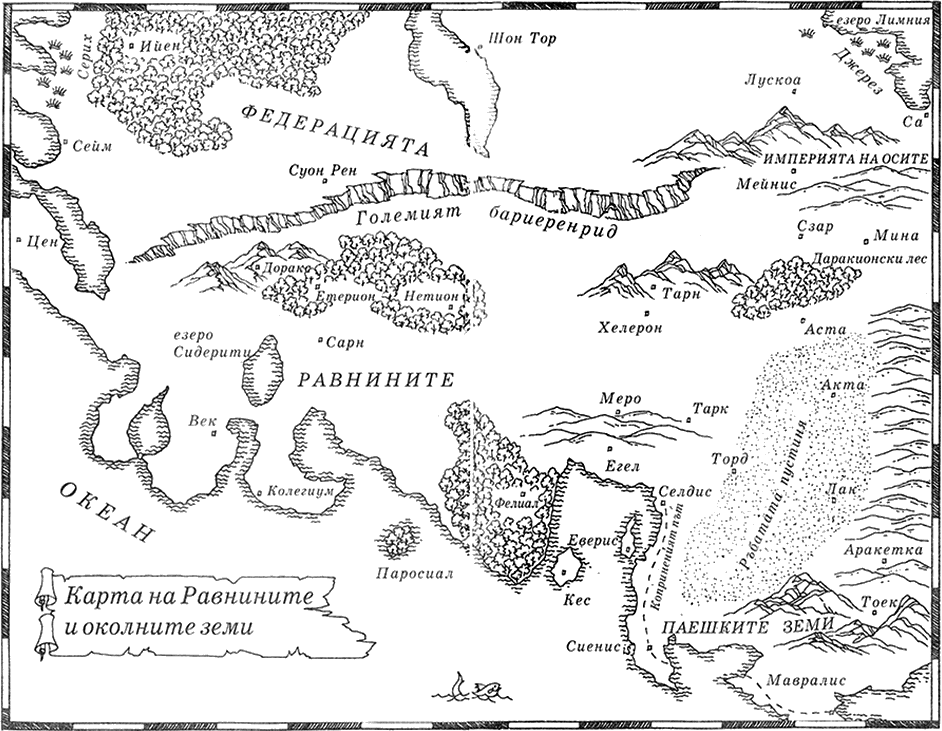 езеро Лимния
Серих
Ийен
Шон Тор
Джерез
Лускоа
Са
ФЕДЕРАЦИЯТА
Сейм
ИМПЕРИЯТА НА ОСИТЕ
Суон Рен
Мейнис
Големият бариеренрид
Цен
Сзар
Мина
Даракионски лес
Дорако
Етерион
Нетион
Тарн
Хелерон
Аста
езеро
Сидерити
Сарн
РАВНИНИТЕ
Акта
Меро
Тарк
Век
Егел
Торд
Ръбатата пустиня
ОКЕАН
Колегиум
Фелиал
Селдис
Лак
Копринений път
Еверис
Аракетка
Паросиал
Кес
Карта на Равнините
и околните земи
Тоек
ПАЕШКИТЕ ЗЕМИ
Сиенис
Мавралис